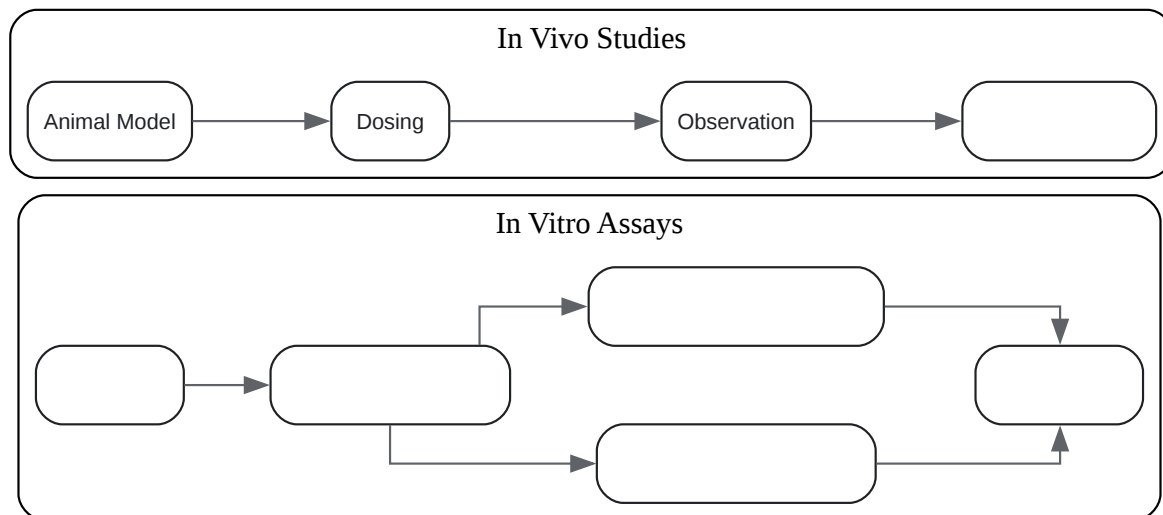 In Vivo Studies
Animal Model
Dosing
Observation
In Vitro Assays